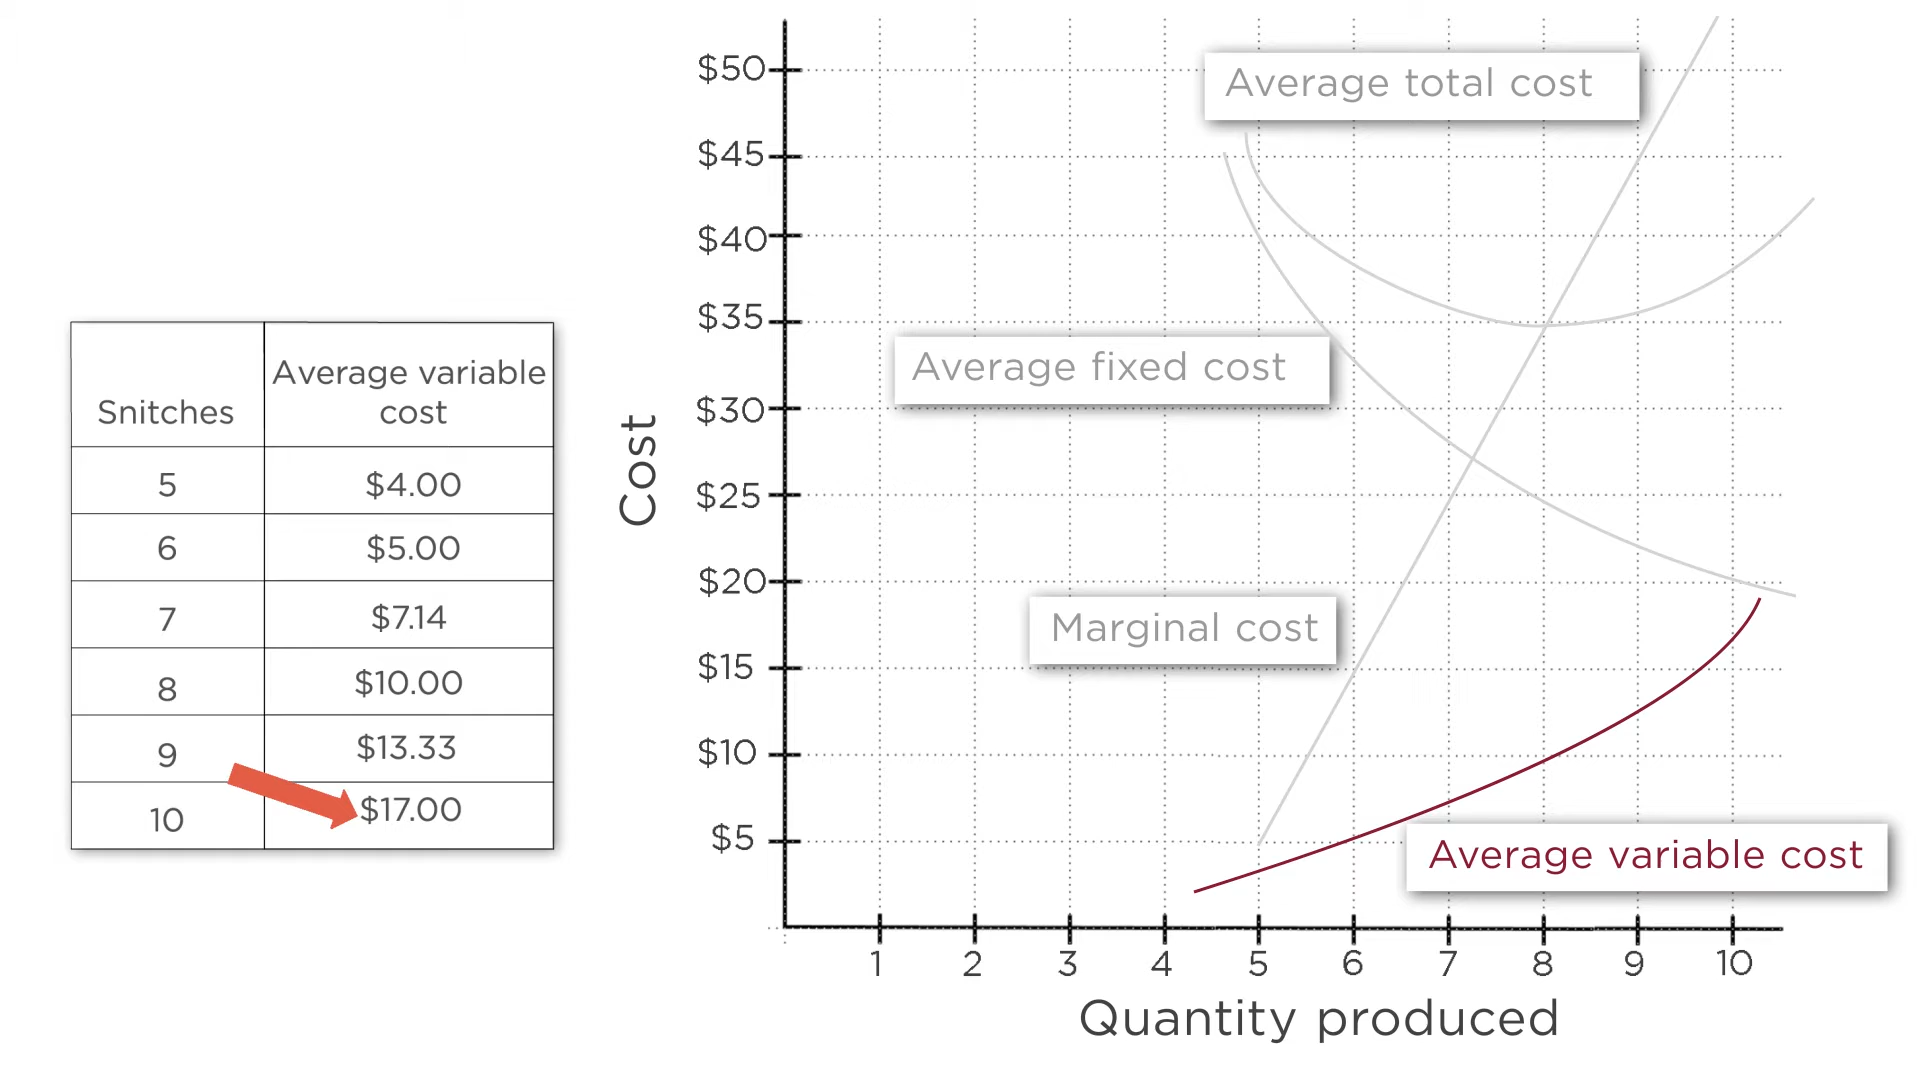 Snitches
Average variable
cost
5
$4.00
6
$5.00
7
$7.14
8
$10.00
9
$13.33
10
$17.00
Cost
$50
$45
$40
$35
$30
$25
$20
$15
$10
$5
Average total cost
Average fixed cost
Marginal cost
Average variable cost
1 2 3 4 5 6 7 8 9 10
Quantity produced